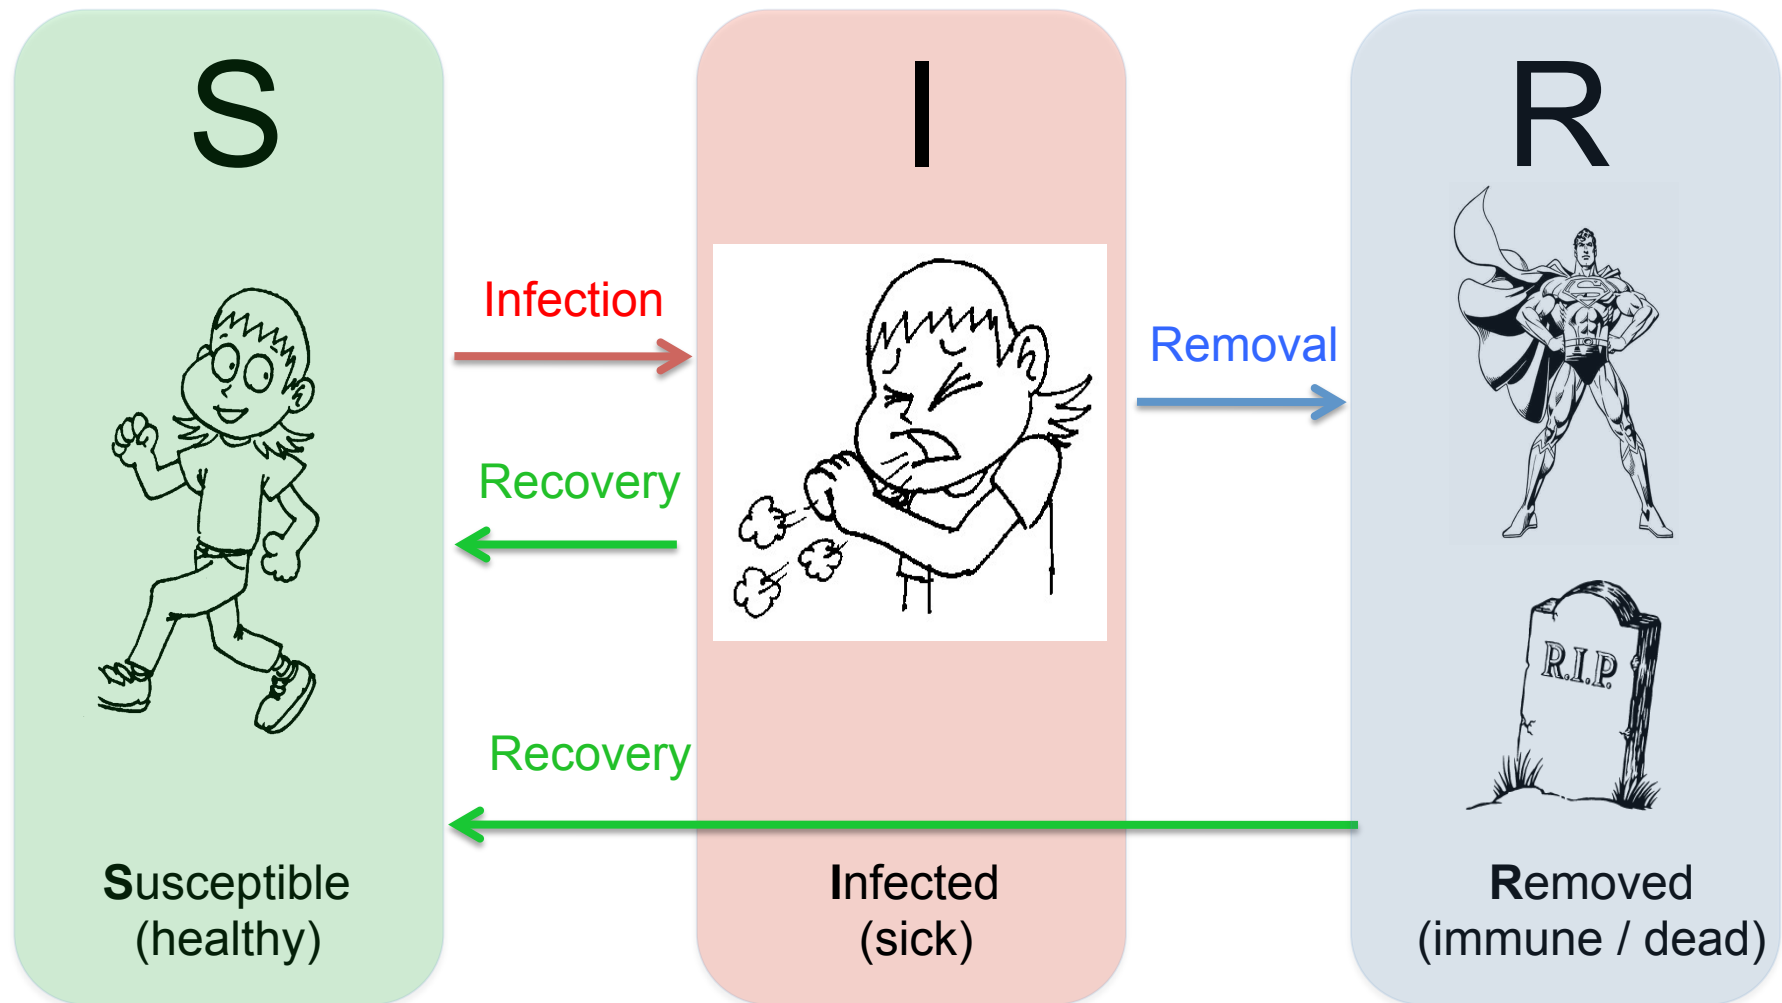 S
I
R
Infection
Removal
Recovery
R.I.P.
Recovery
Susceptible
(healthy)
Infected
(sick)
Removed
(immune / dead)